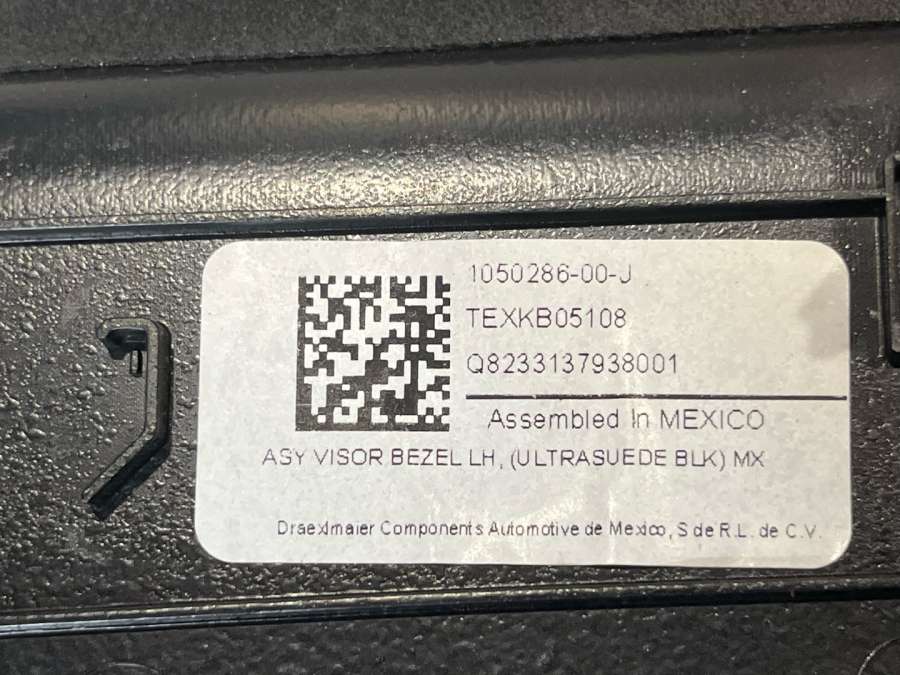 1050286-00-J
TEXKB05108
Q8233137938001
Assembled In MEXICO
ASY VISOR BEZEL LH, (ULTRASUEDE BLK) MX
Draexlmaier Components Automotive de Mexico, S de R.L. de C.V.